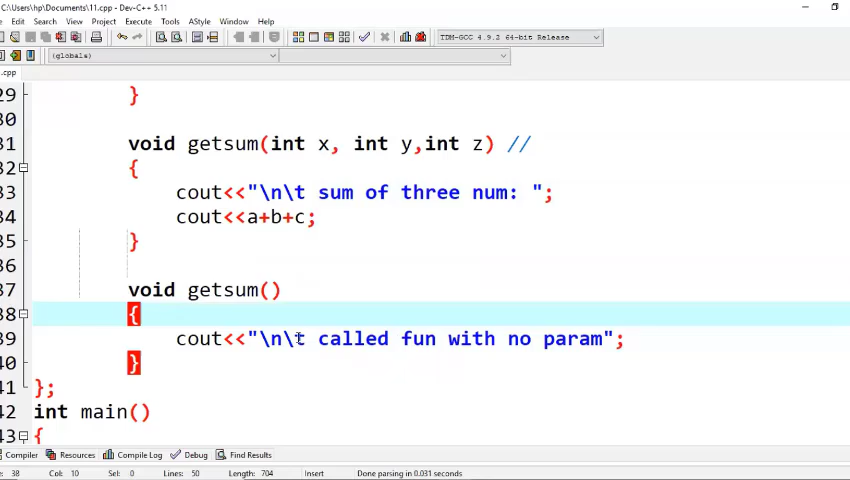 C:\Users\hp\Documents\11.cpp - Dev-C++ 5.11
File Edit Search View Project Execute Tools AStyle Window Help
TDM-GCC 4.9.2 64-bit Release
(globals)
.cpp
29 }
30
31 void getsum(int x, int y,int z) //
32 {
33 cout<<"\n\t sum of three num: ";
34 cout<<a+b+c;
35 }
36
37 void getsum()
38 {
39 cout<<"\n\t called fun with no param";
40 }
41 };
42 int main()
43 {
Compiler Resources Compile Log Debug Find Results
: 38 Col: 10 Sel: 0 Lines: 50 Length: 704 Insert Done parsing in 0.031 seconds